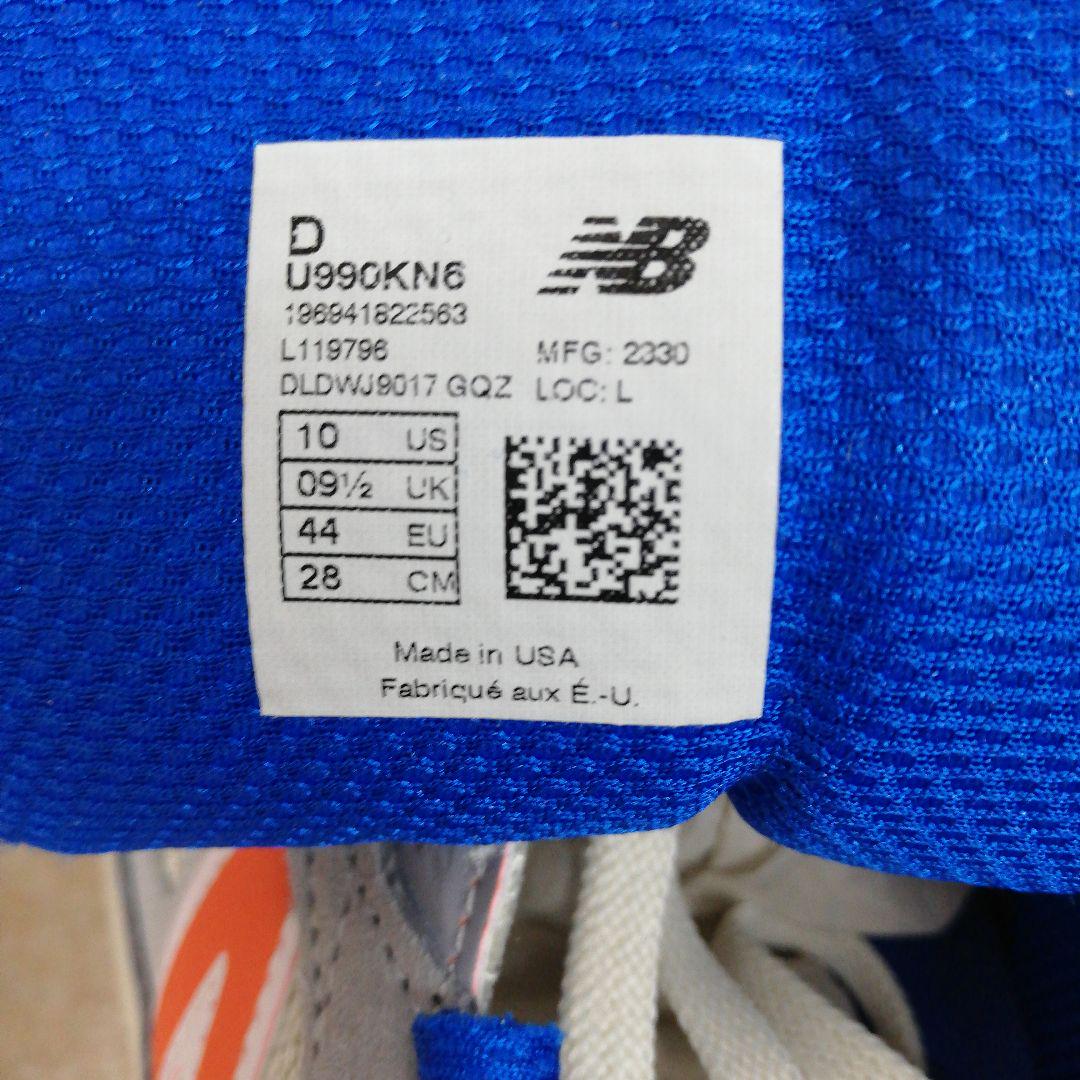 D
NB
U990KN6
196941822563
L119796
MFG: 2330
DLDWJ9017 GQZ LOC: L
10 US
09½ UK
44 EU
28 CM
Made in USA
Fabriqué aux É.-U.